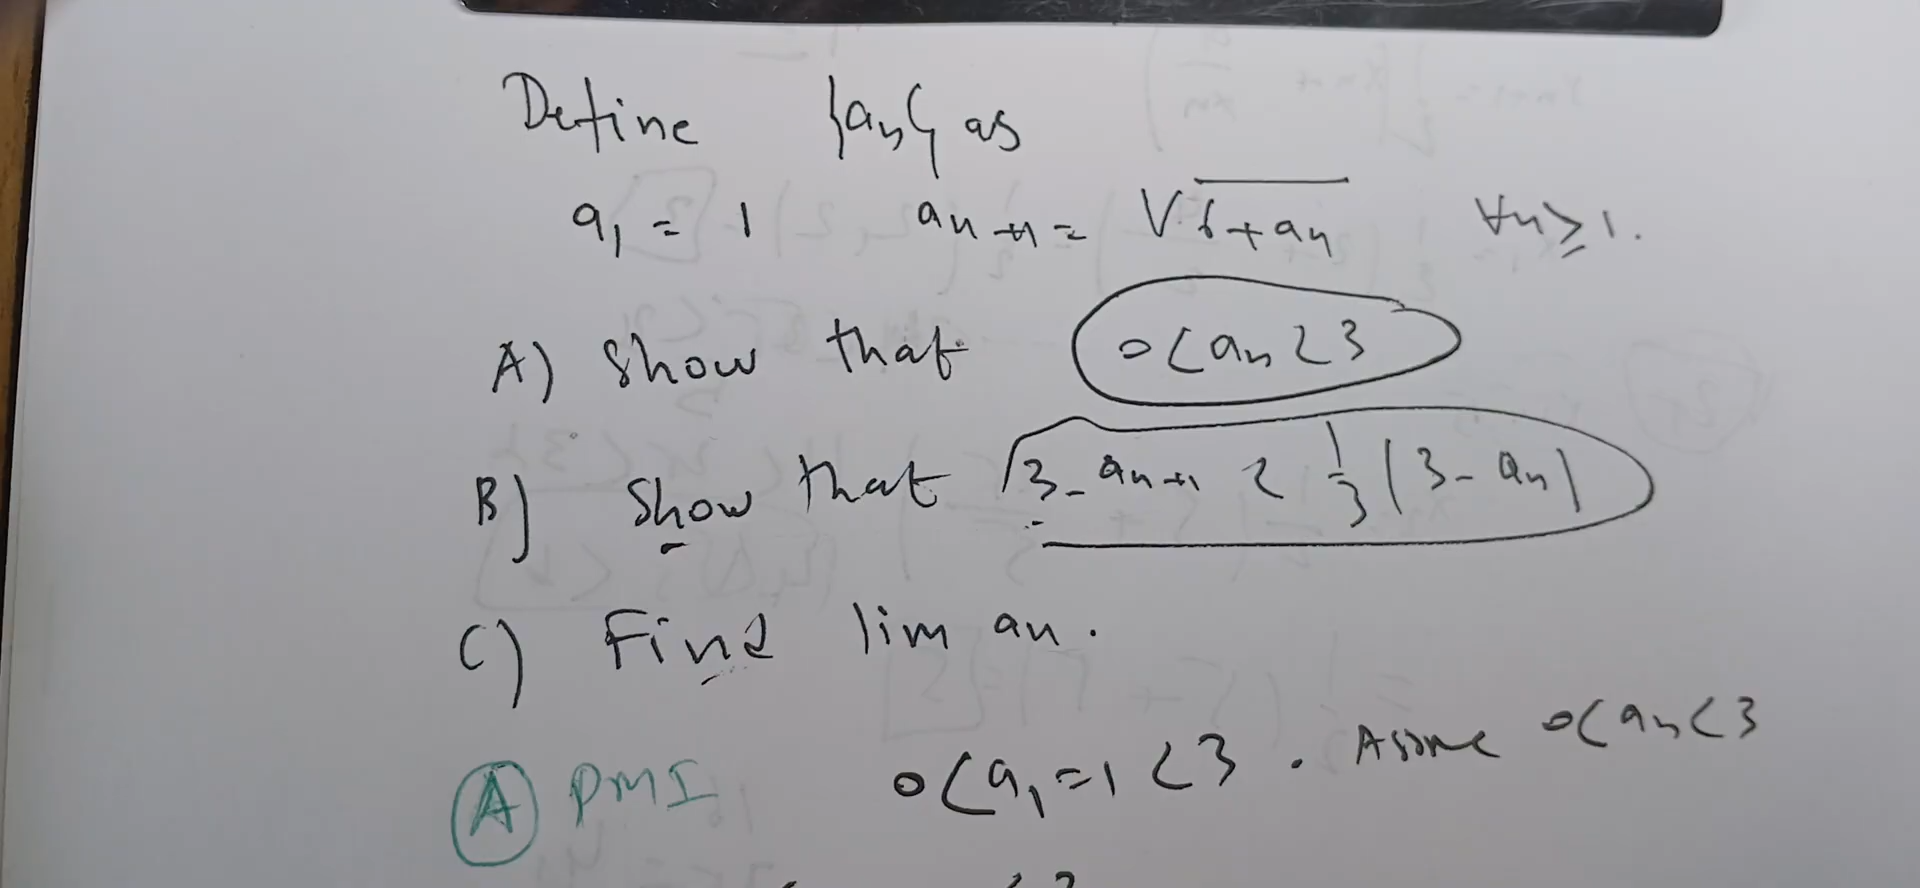 Define {an} as
a1 = 1 an+1 = √6+an ∀n≥1.
A) Show that 0<an<3
B) Show that 3-an+1 < 1/3 (3-an)
C) Find lim an.
A PMI 0<a1=1<3. Assume 0<an<3